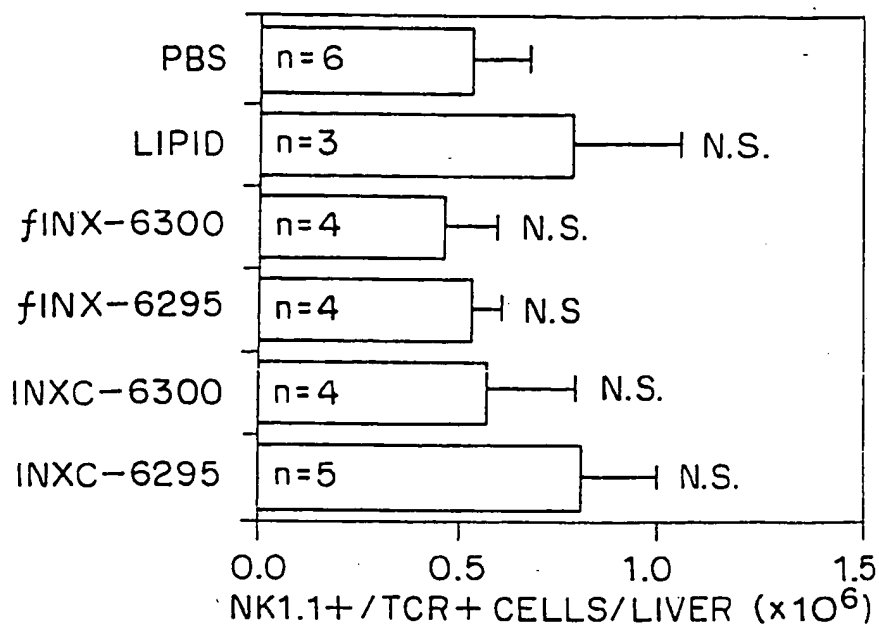 PBS n=6
LIPID n=3 N.S.
fINX-6300 n=4 N.S.
fINX-6295 n=4 N.S
INXC-6300 n=4 N.S.
INXC-6295 n=5 N.S.
0.0 0.5 1.0 1.5
NK1.1+/TCR+ CELLS/LIVER (x10⁶)